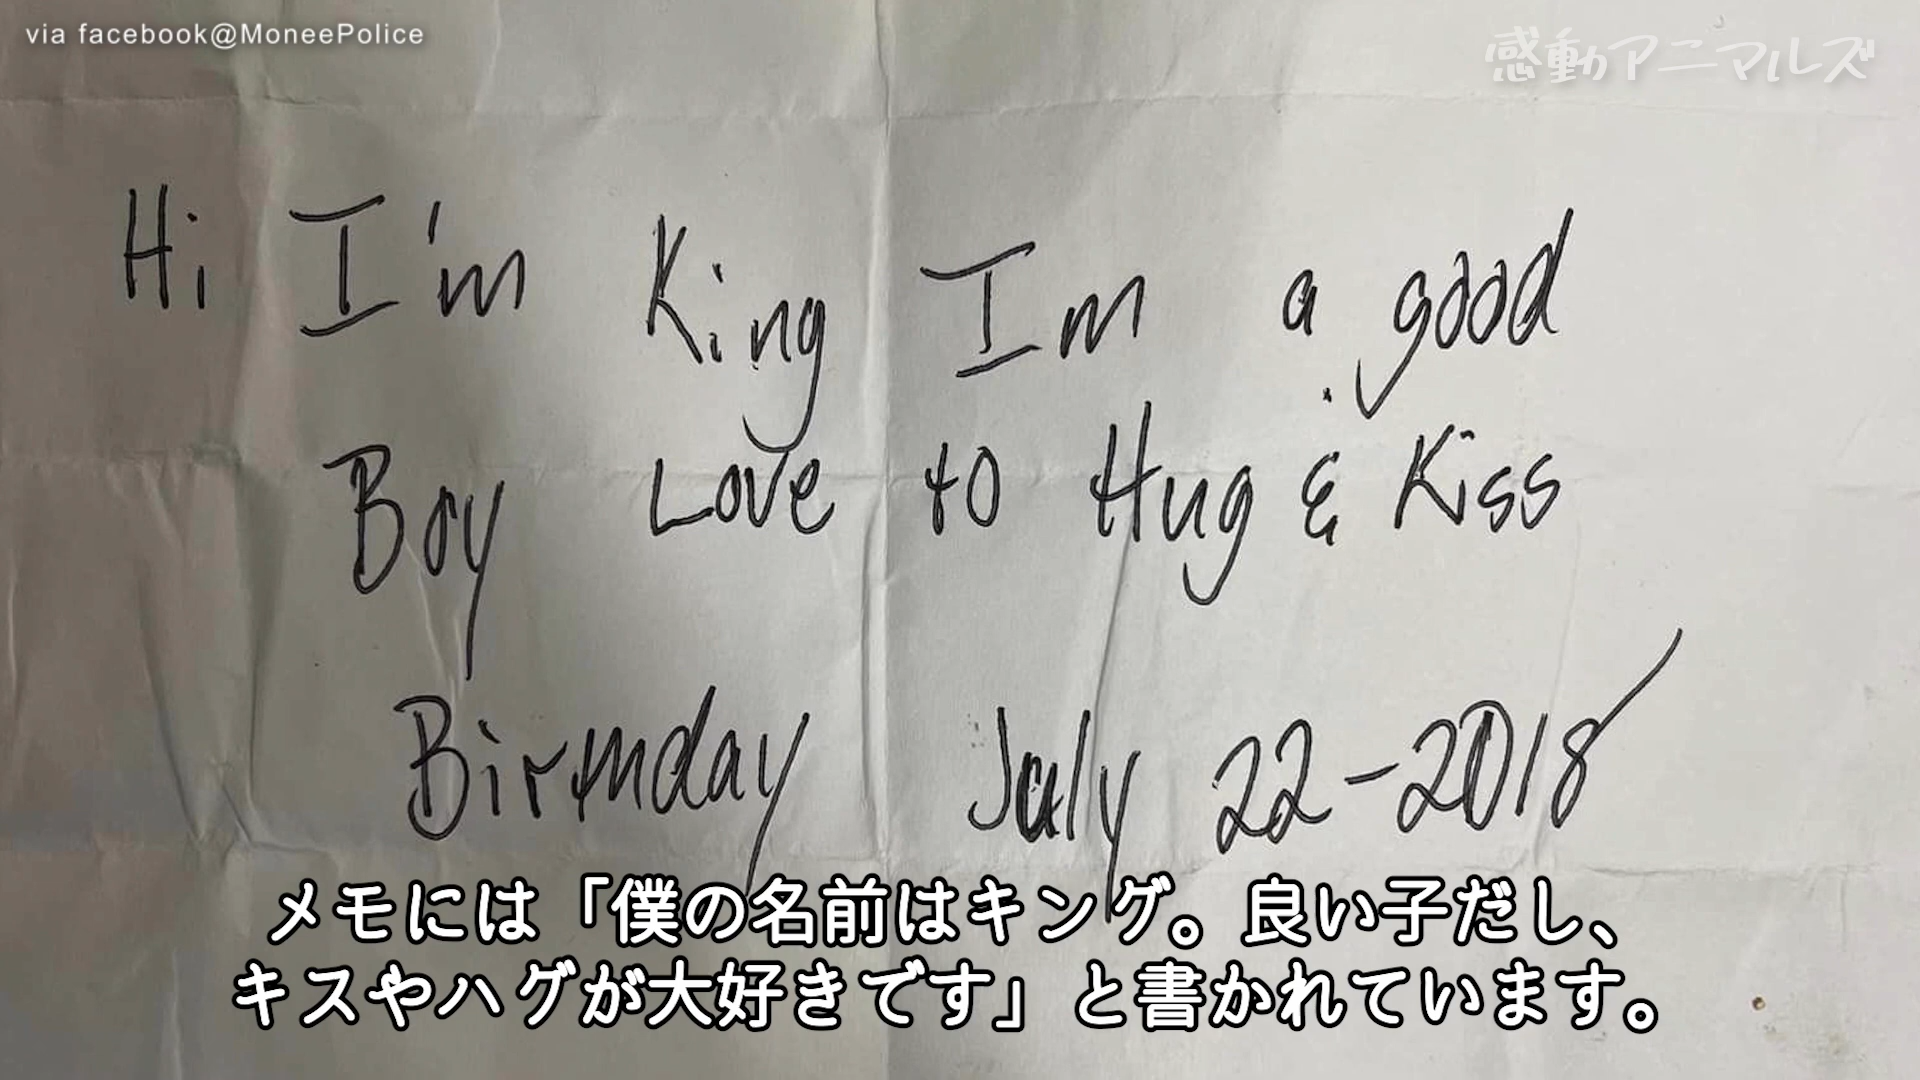 via facebook@MoneePolice
感動アニマルズ
Hi I'm King Im a good
Boy Love to Hug & Kiss
Birthday July 22-2018
メモには「僕の名前はキング。良い子だし、
キスやハグが大好きです」と書かれています。